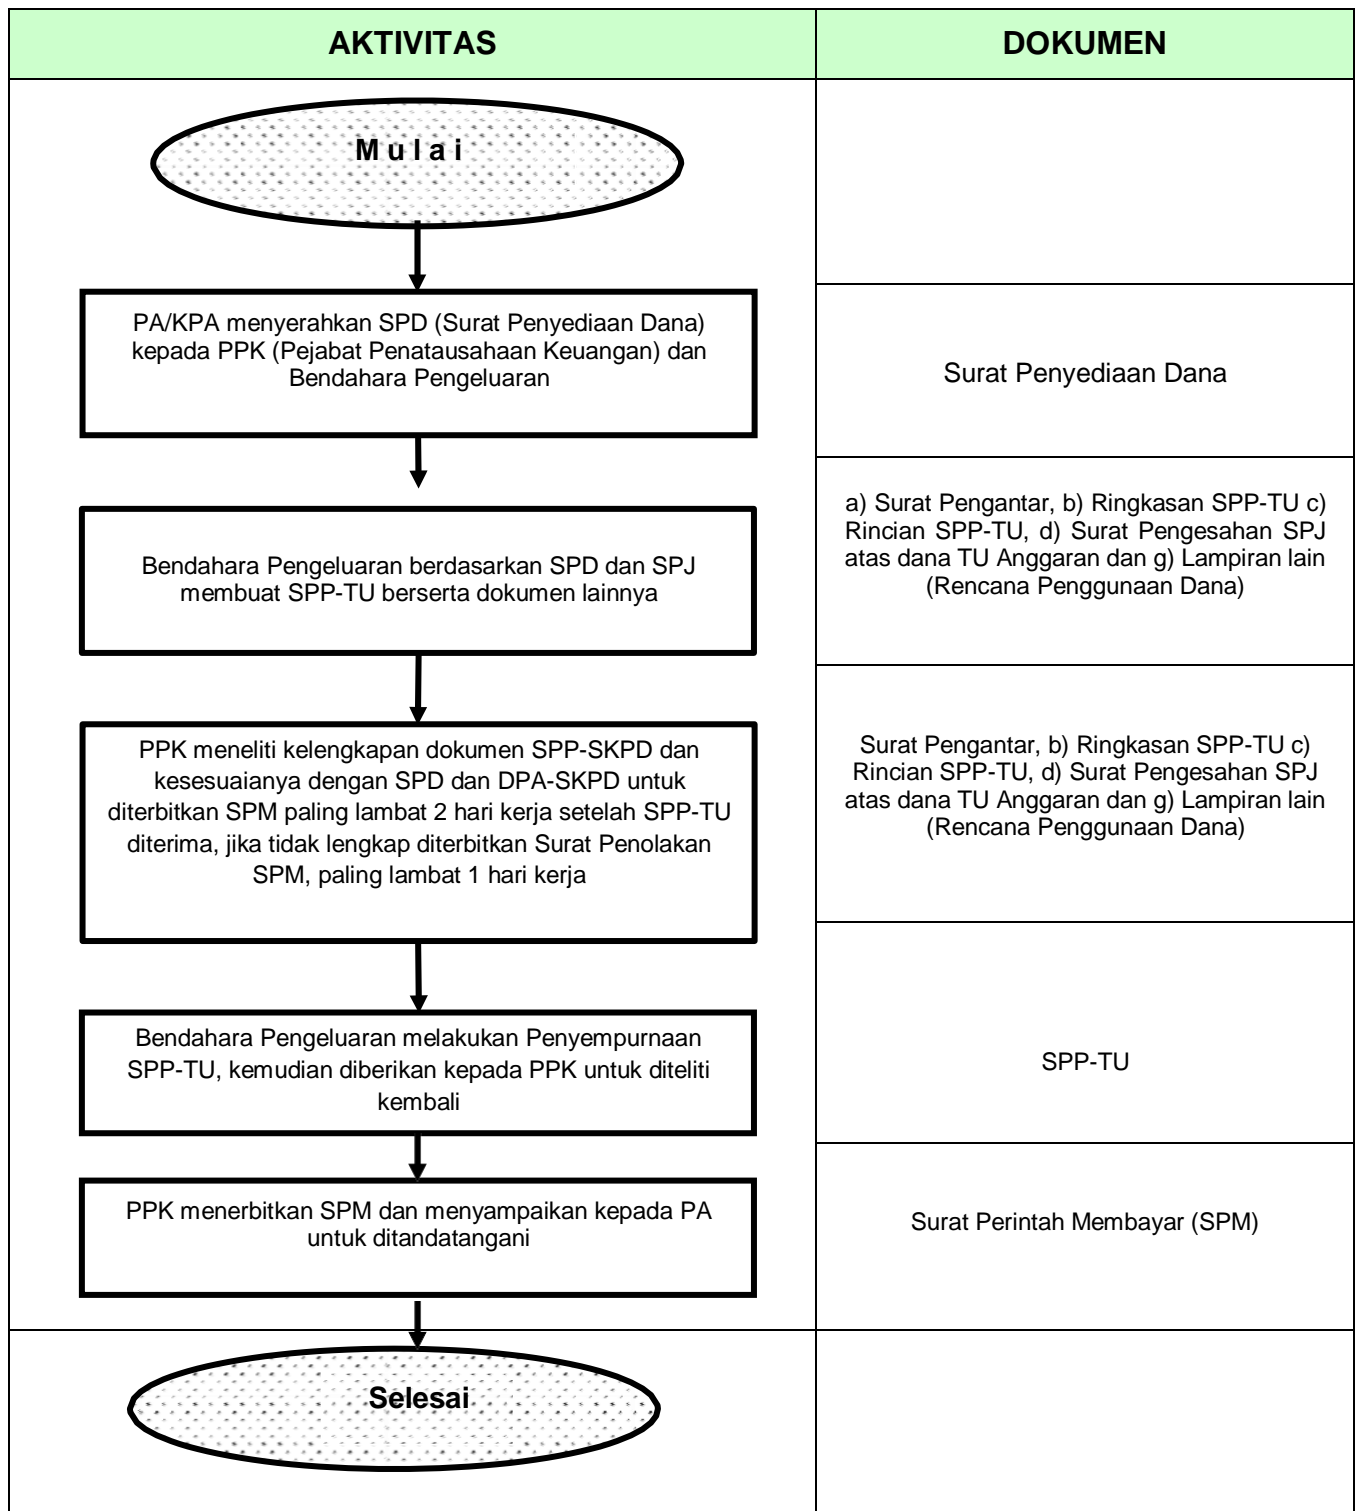 AKTIVITAS
DOKUMEN
M u l a i
PA/KPA menyerahkan SPD (Surat Penyediaan Dana)
kepada PPK (Pejabat Penatausahaan Keuangan) dan
Bendahara Pengeluaran
Surat Penyediaan Dana
Bendahara Pengeluaran berdasarkan SPD dan SPJ
membuat SPP-TU berserta dokumen lainnya
a) Surat Pengantar, b) Ringkasan SPP-TU c)
Rincian SPP-TU, d) Surat Pengesahan SPJ
atas dana TU Anggaran dan g) Lampiran lain
(Rencana Penggunaan Dana)
PPK meneliti kelengkapan dokumen SPP-SKPD dan
kesesuaianya dengan SPD dan DPA-SKPD untuk
diterbitkan SPM paling lambat 2 hari kerja setelah SPP-TU
diterima, jika tidak lengkap diterbitkan Surat Penolakan
SPM, paling lambat 1 hari kerja
Surat Pengantar, b) Ringkasan SPP-TU c)
Rincian SPP-TU, d) Surat Pengesahan SPJ
atas dana TU Anggaran dan g) Lampiran lain
(Rencana Penggunaan Dana)
Bendahara Pengeluaran melakukan Penyempurnaan
SPP-TU, kemudian diberikan kepada PPK untuk diteliti
kembali
SPP-TU
PPK menerbitkan SPM dan menyampaikan kepada PA
untuk ditandatangani
Surat Perintah Membayar (SPM)
Selesai